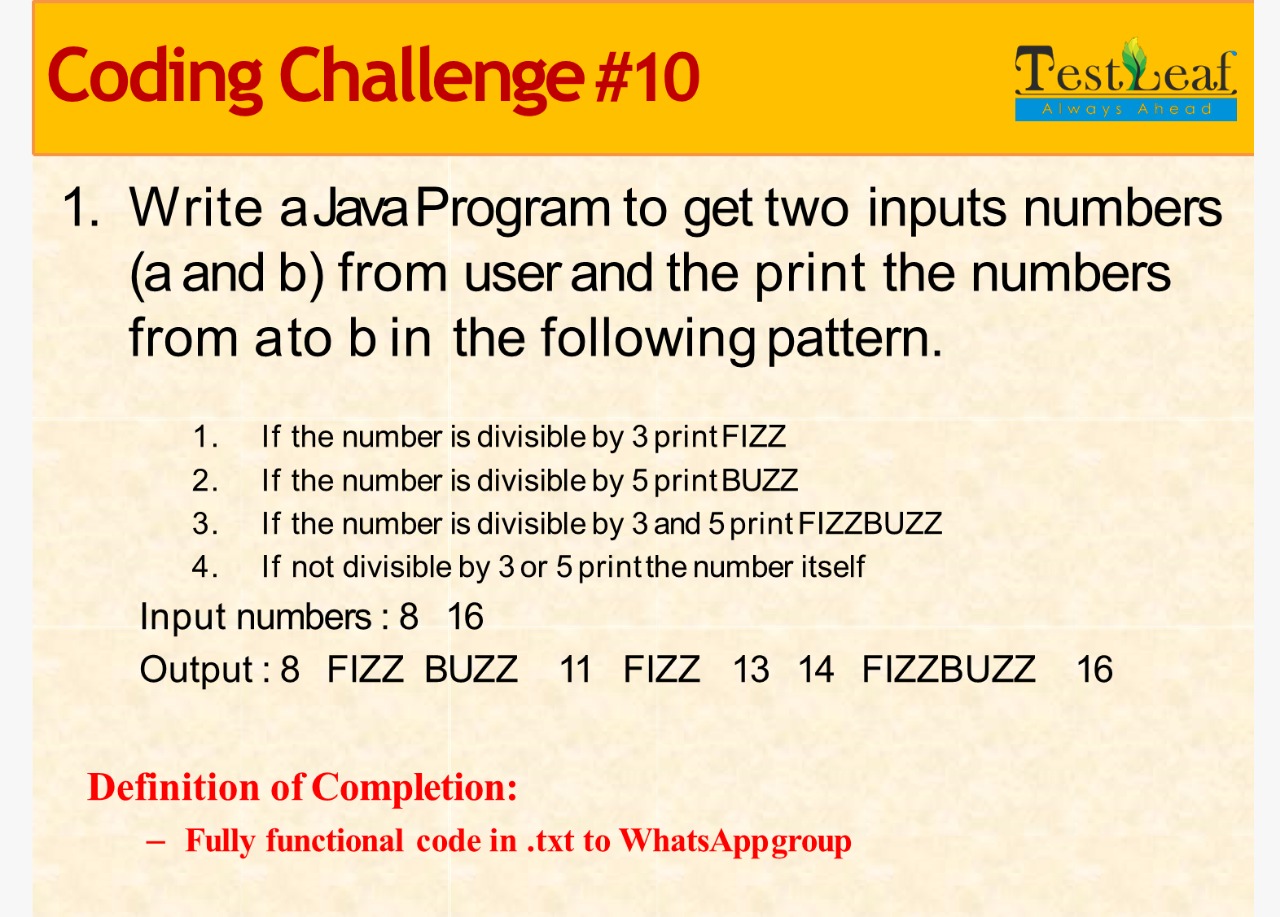 Coding Challenge #10
TestLeaf
Always Ahead
1. Write a Java Program to get two inputs numbers
(a and b) from user and the print the numbers
from a to b in the following pattern.
1. If the number is divisible by 3 print FIZZ
2. If the number is divisible by 5 print BUZZ
3. If the number is divisible by 3 and 5 print FIZZBUZZ
4. If not divisible by 3 or 5 print the number itself
Input numbers : 8 16
Output : 8 FIZZ BUZZ 11 FIZZ 13 14 FIZZBUZZ 16
Definition of Completion:
– Fully functional code in .txt to WhatsApp group